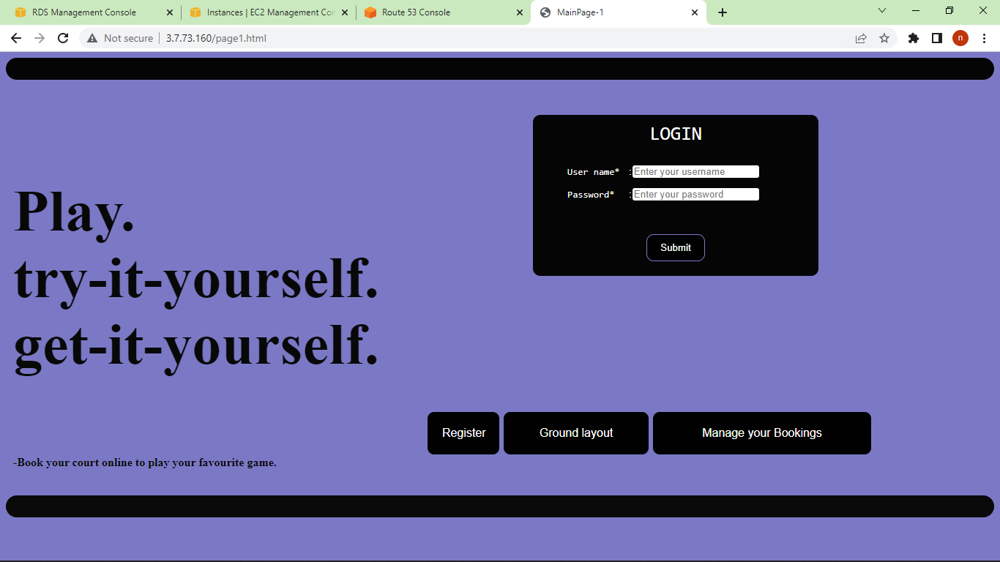 RDS Management Console
Instances | EC2 Management Cor
Route 53 Console
MainPage-1
Not secure
3.7.73.160/page1.html
n
LOGIN
User name* :
Enter your username
Password* :
Enter your password
Submit
Play.
try-it-yourself.
get-it-yourself.
Register
Ground layout
Manage your Bookings
-Book your court online to play your favourite game.